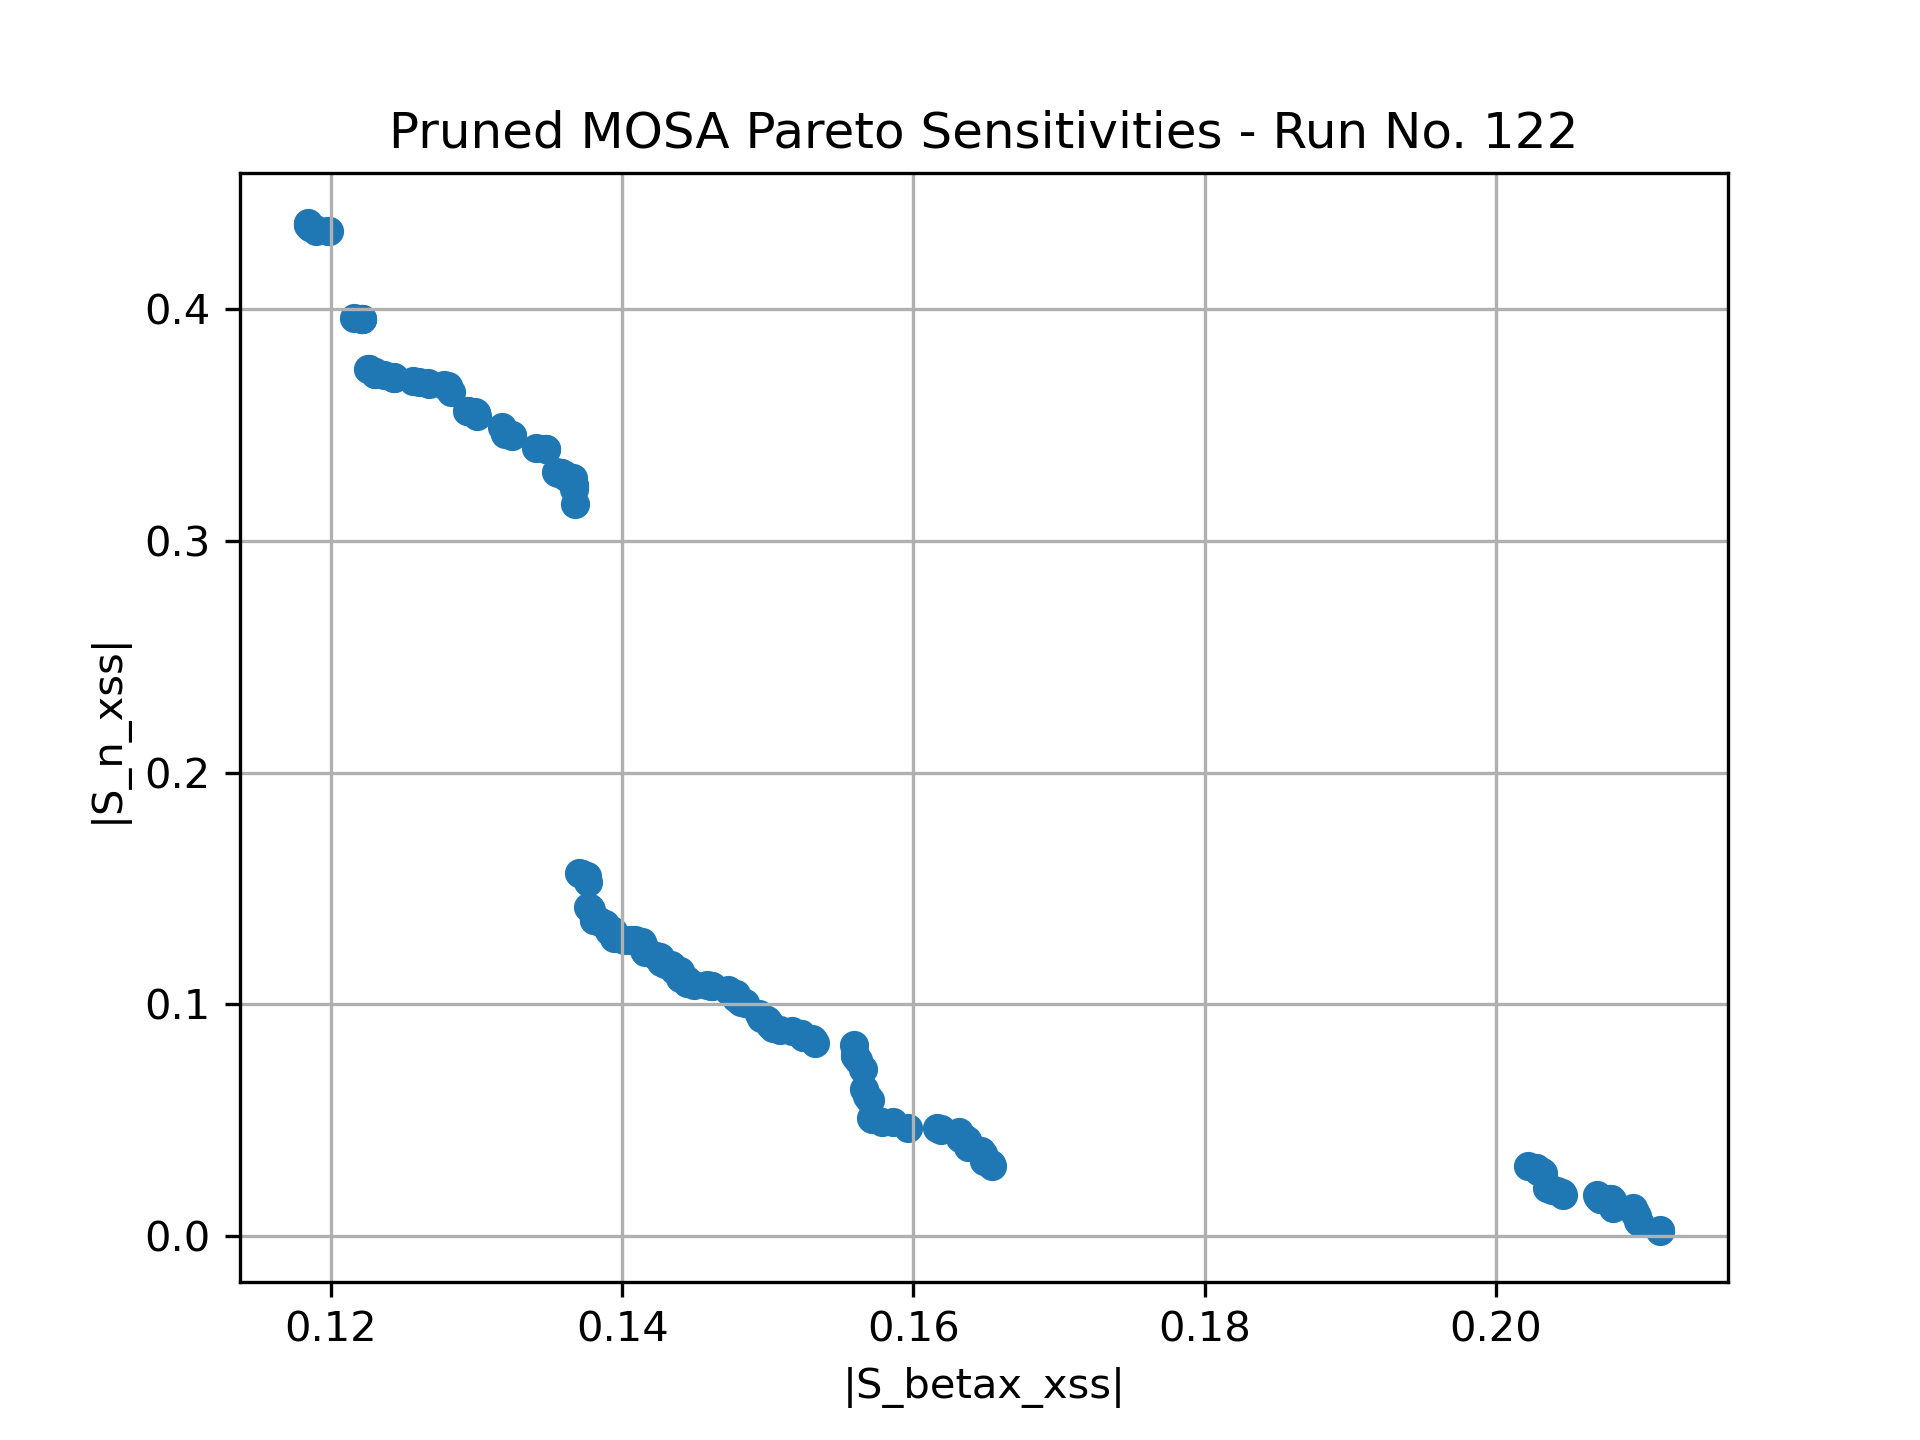 Pruned MOSA Pareto Sensitivities - Run No. 122
|S_n_xss|
0.4
0.3
0.2
0.1
0.0
0.12 0.14 0.16 0.18 0.20
|S_betax_xss|